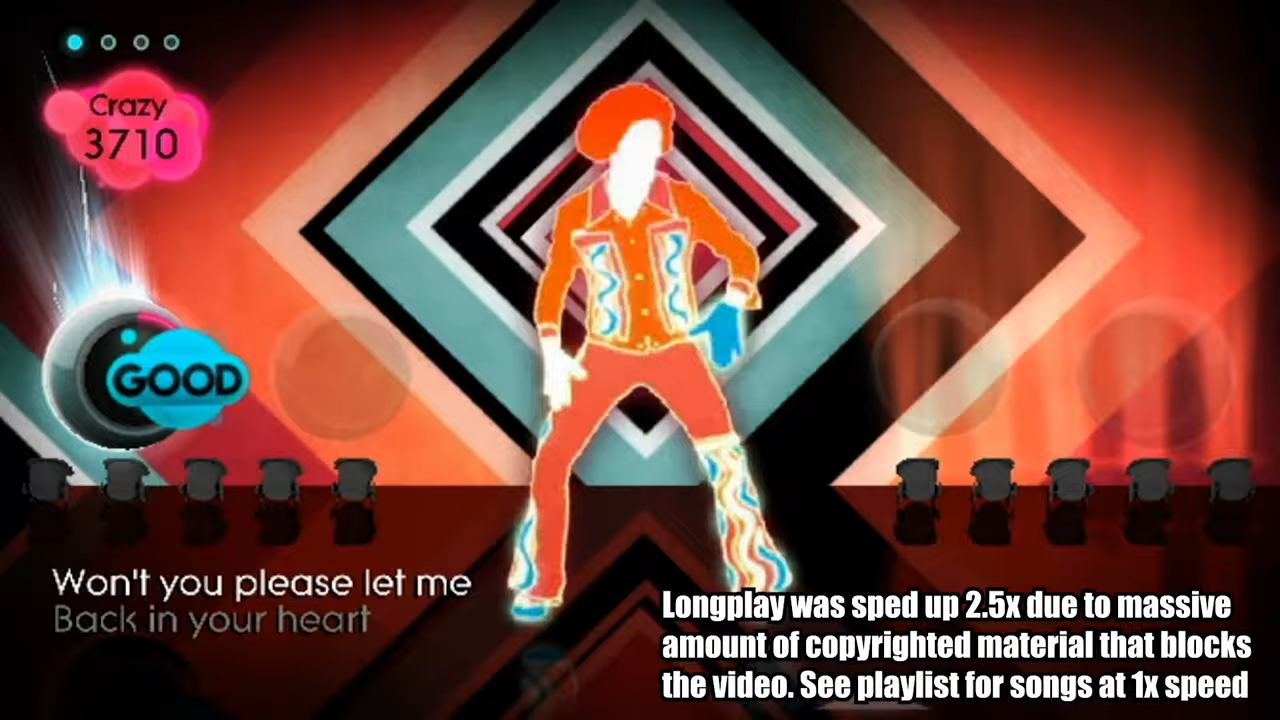 Crazy
3710
GOOD
Won't you please let me
Back in your heart
Longplay was sped up 2.5x due to massive
amount of copyrighted material that blocks
the video. See playlist for songs at 1x speed